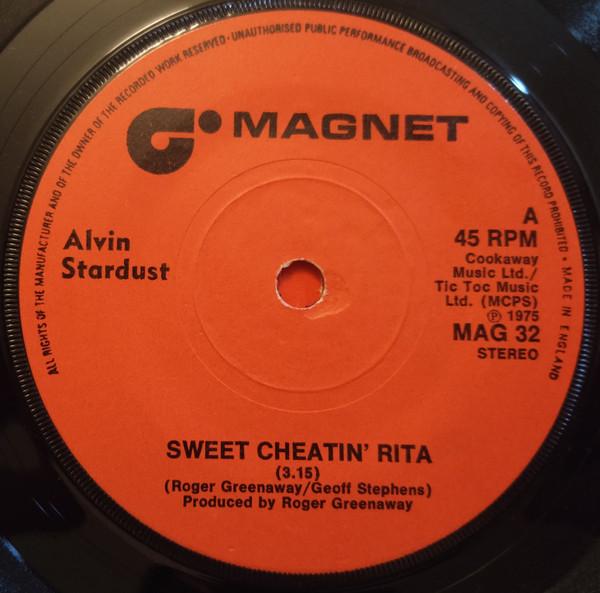 ALL RIGHTS OF THE MANUFACTURER AND OF THE OWNER OF THE RECORDED WORK RESERVED · UNAUTHORISED PUBLIC PERFORMANCE BROADCASTING AND COPYING OF THIS RECORD PROHIBITED · MADE IN ENGLAND
MAGNET
Alvin
Stardust
A
45 RPM
Cookaway
Music Ltd./
Tic Toc Music
Ltd. (MCPS)
℗ 1975
MAG 32
STEREO
SWEET CHEATIN' RITA
(3.15)
(Roger Greenaway/Geoff Stephens)
Produced by Roger Greenaway